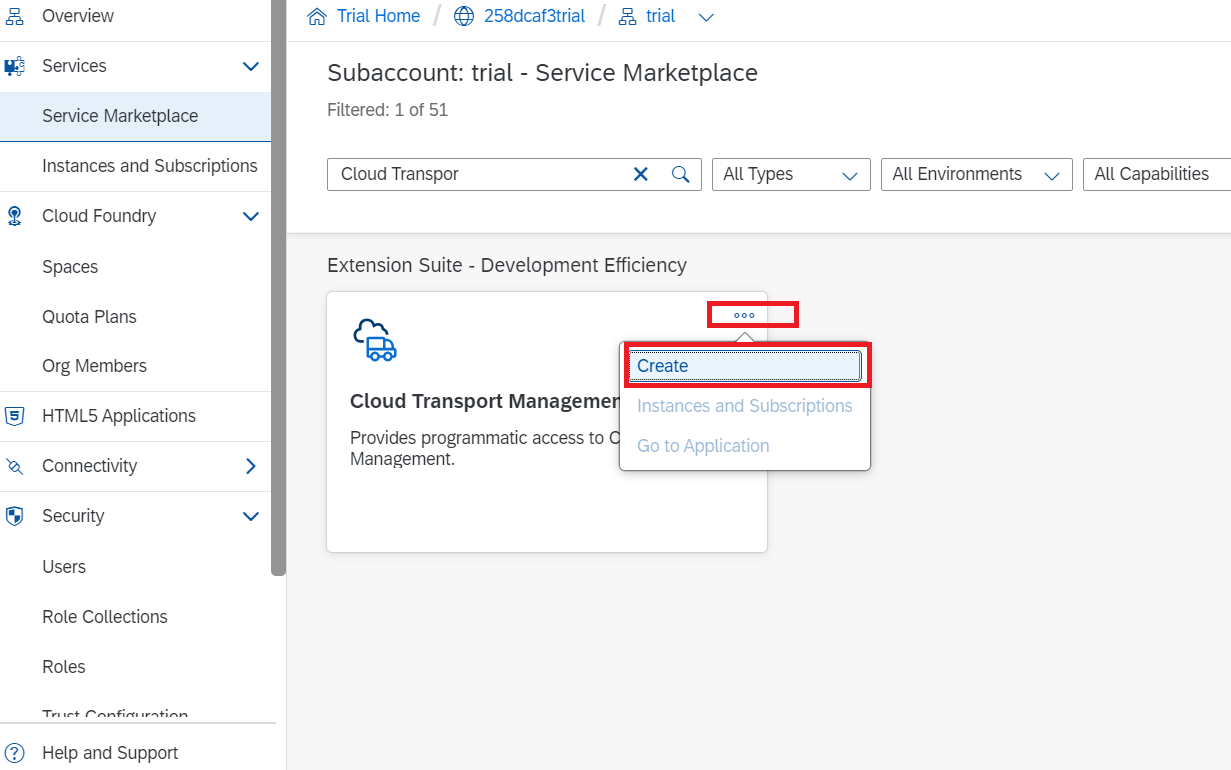 Overview
Services
Service Marketplace
Instances and Subscriptions
Cloud Foundry
Spaces
Quota Plans
Org Members
HTML5 Applications
Connectivity
Security
Users
Role Collections
Roles
Trust Configuration
Help and Support
Trial Home / 258dcaf3trial / trial
Subaccount: trial - Service Marketplace
Filtered: 1 of 51
Cloud Transpor
All Types
All Environments
All Capabilities
Extension Suite - Development Efficiency
Cloud Transport Managemen
Provides programmatic access to C
Management.
Create
Instances and Subscriptions
Go to Application